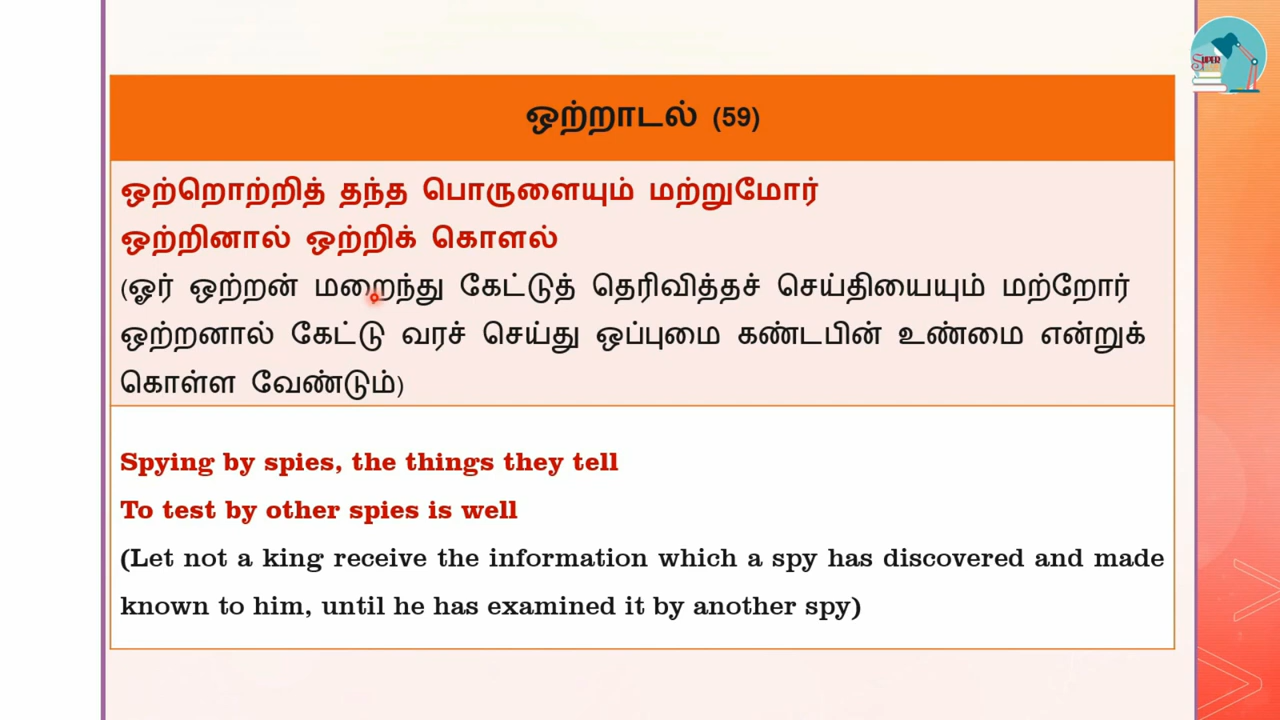 SUPER
ஒற்றாடல் (59)
ஒற்றொற்றித் தந்த பொருளையும் மற்றுமோர்
ஒற்றினால் ஒற்றிக் கொளல்
(ஓர் ஒற்றன் மறைந்து கேட்டுத் தெரிவித்தச் செய்தியையும் மற்றோர்
ஒற்றனால் கேட்டு வரச் செய்து ஒப்புமை கண்டபின் உண்மை என்றுக்
கொள்ள வேண்டும்)
Spying by spies, the things they tell
To test by other spies is well
(Let not a king receive the information which a spy has discovered and made
known to him, until he has examined it by another spy)